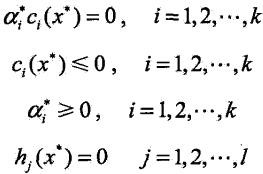 α_i^* c_i(x^*) = 0 , i = 1,2,⋯,k
c_i(x^*) ≤ 0 , i = 1,2,⋯,k
α_i^* ≥ 0 , i = 1,2,⋯,k
h_j(x^*) = 0 j = 1,2,⋯,l